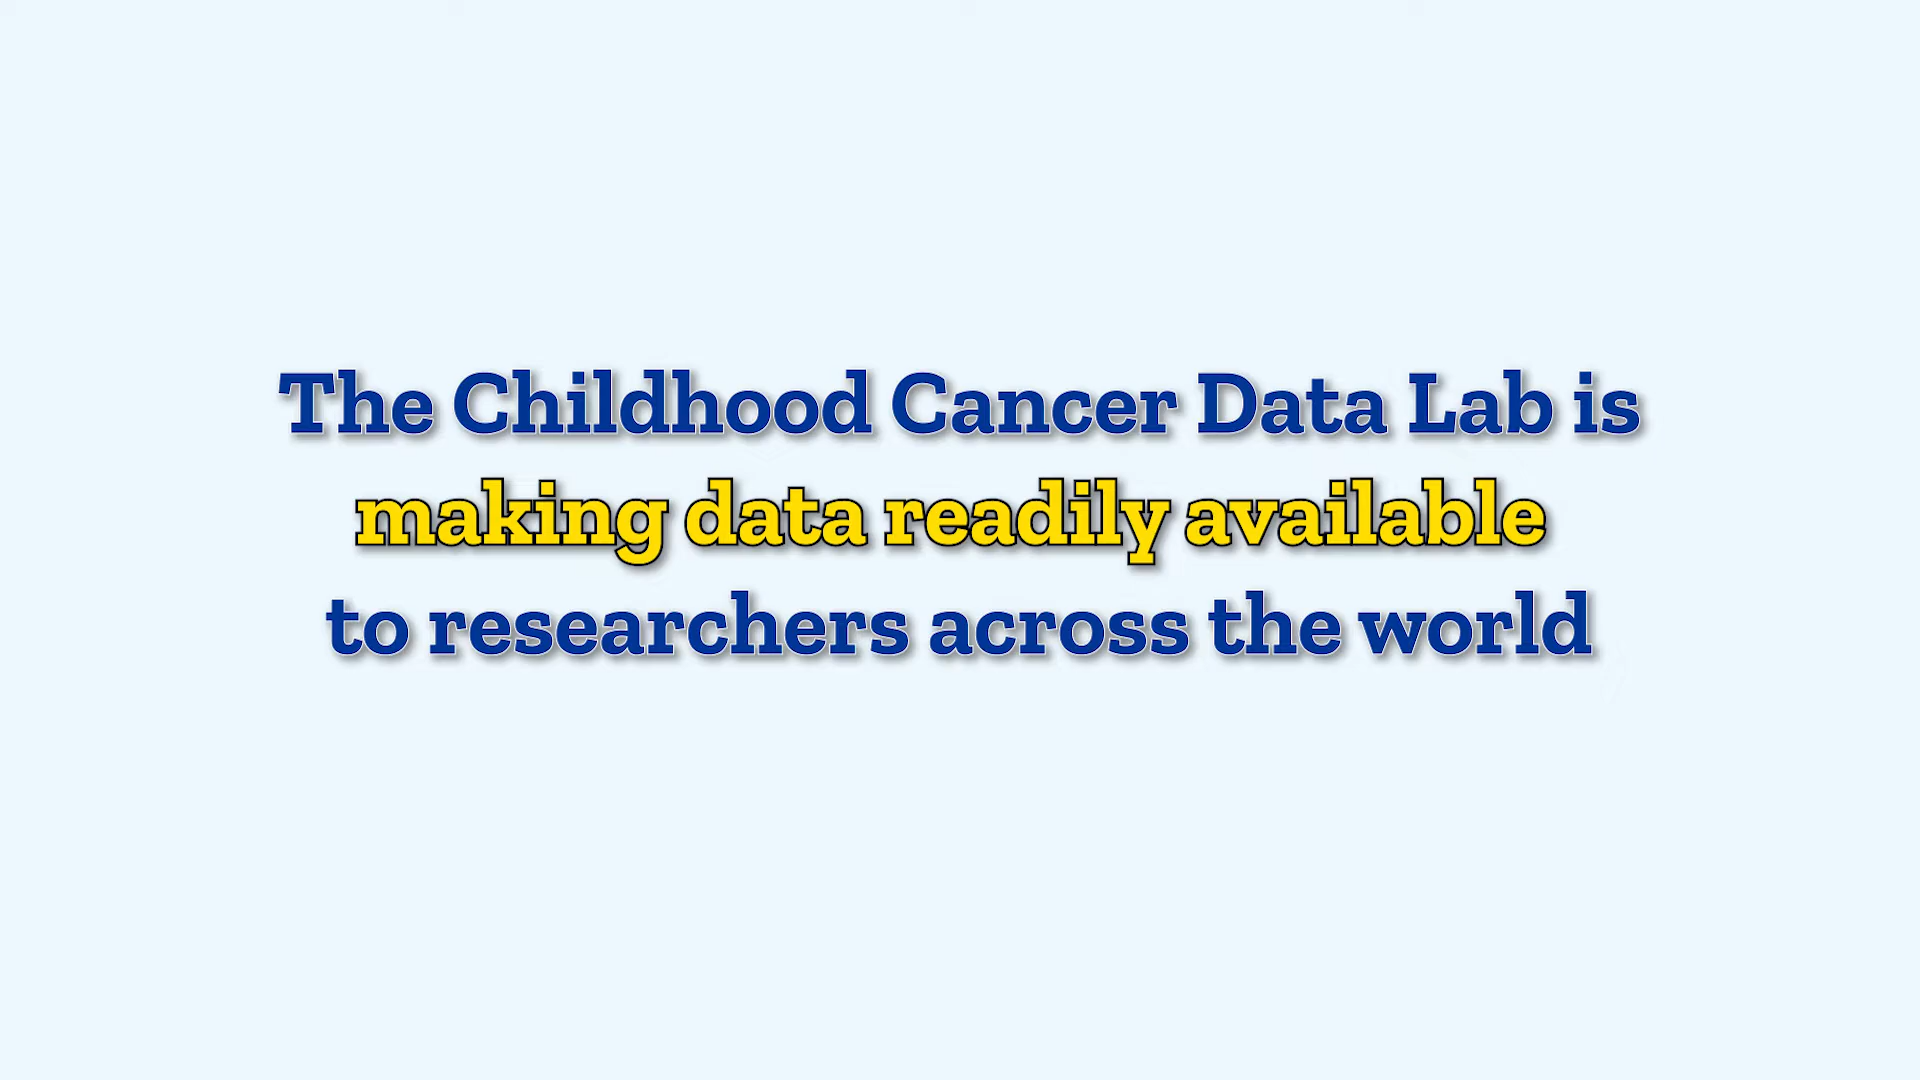 The Childhood Cancer Data Lab is
making data readily available
to researchers across the world